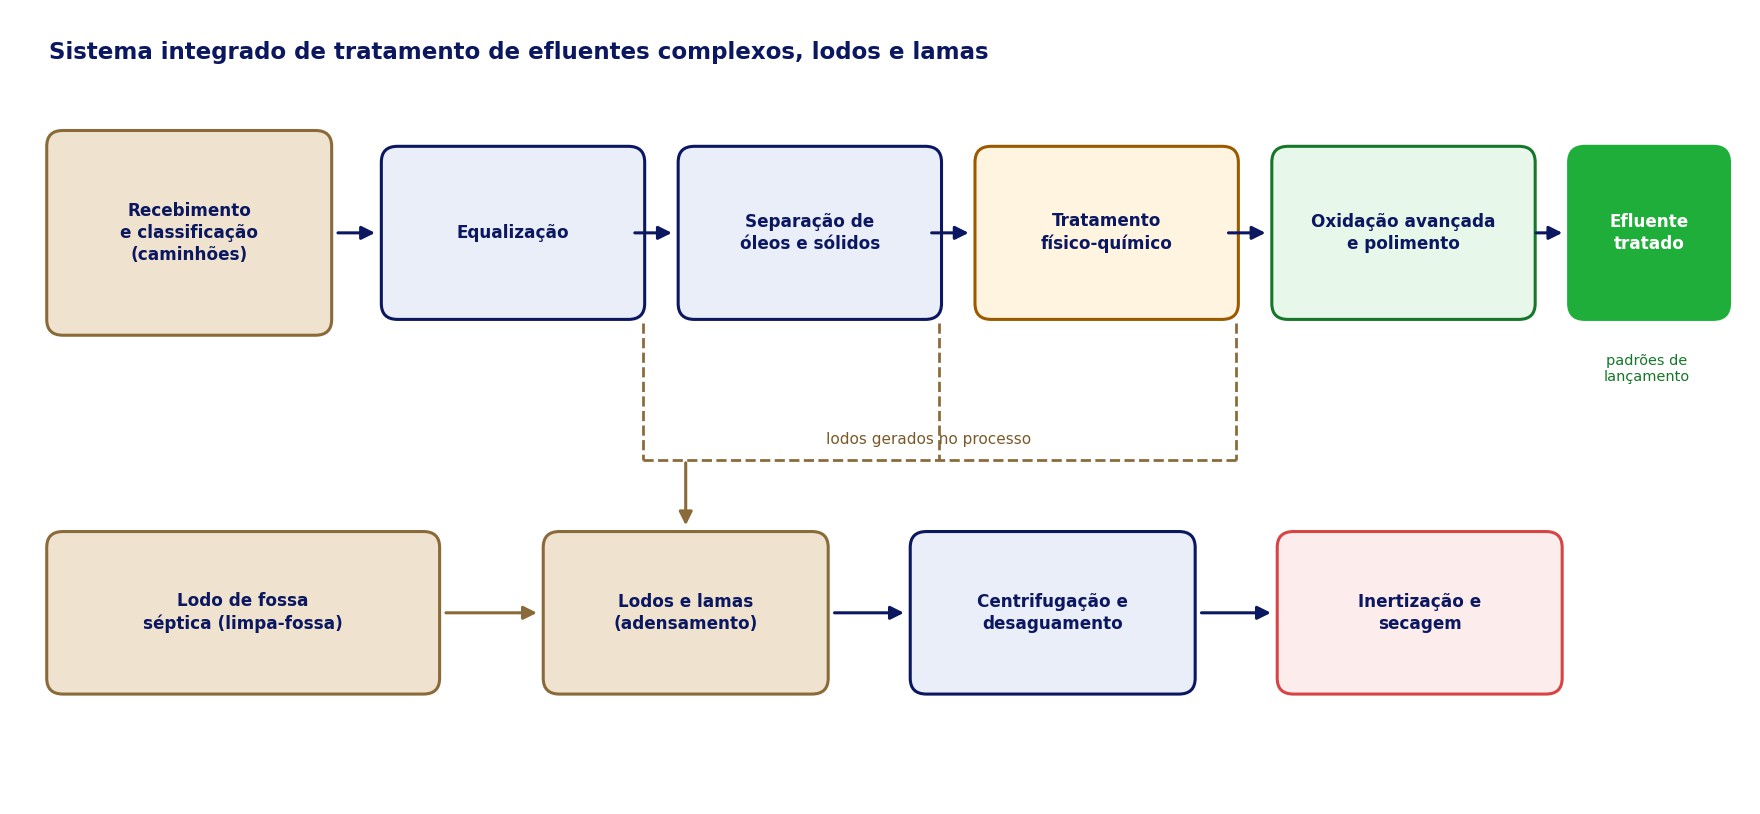 Sistema integrado de tratamento de efluentes complexos, lodos e lamas
Recebimento
e classificação
(caminhões)
Equalização
Separação de
óleos e sólidos
Tratamento
físico-químico
Oxidação avançada
e polimento
Efluente
tratado
padrões de
lançamento
lodos gerados no processo
Lodo de fossa
séptica (limpa-fossa)
Lodos e lamas
(adensamento)
Centrifugação e
desaguamento
Inertização e
secagem